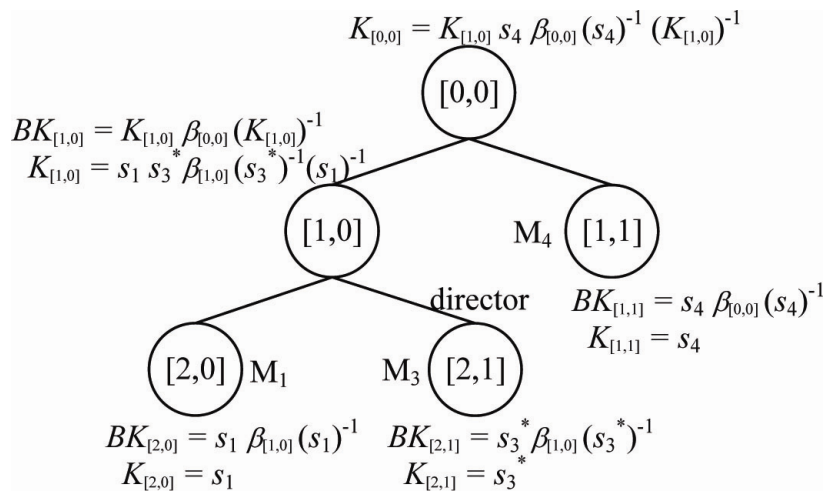 K[0,0] = K[1,0] s4 β[0,0] (s4)-1 (K[1,0])-1
[0,0]
BK[1,0] = K[1,0] β[0,0] (K[1,0])-1
K[1,0] = s1 s3* β[1,0] (s3*)-1 (s1)-1
[1,0]
M4 [1,1]
director
BK[1,1] = s4 β[0,0] (s4)-1
K[1,1] = s4
[2,0] M1
M3 [2,1]
BK[2,0] = s1 β[1,0] (s1)-1
K[2,0] = s1
BK[2,1] = s3* β[1,0] (s3*)-1
K[2,1] = s3*